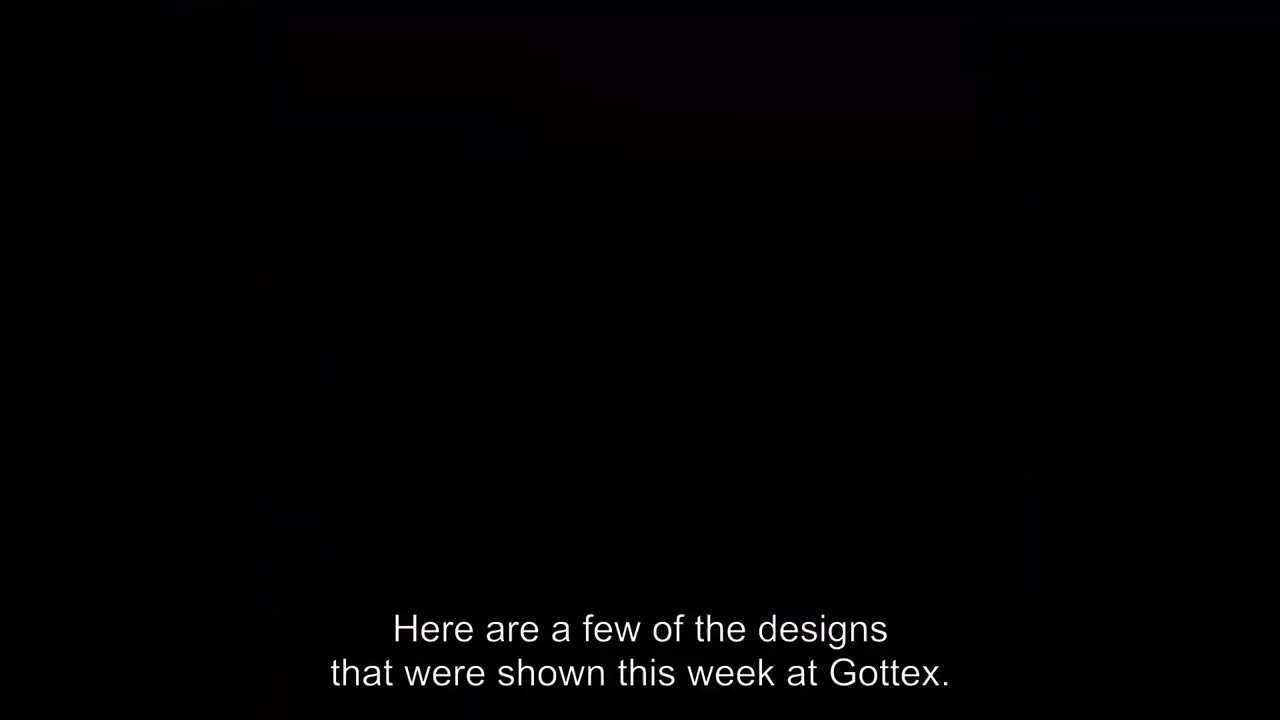 Here are a few of the designs
that were shown this week at Gottex.